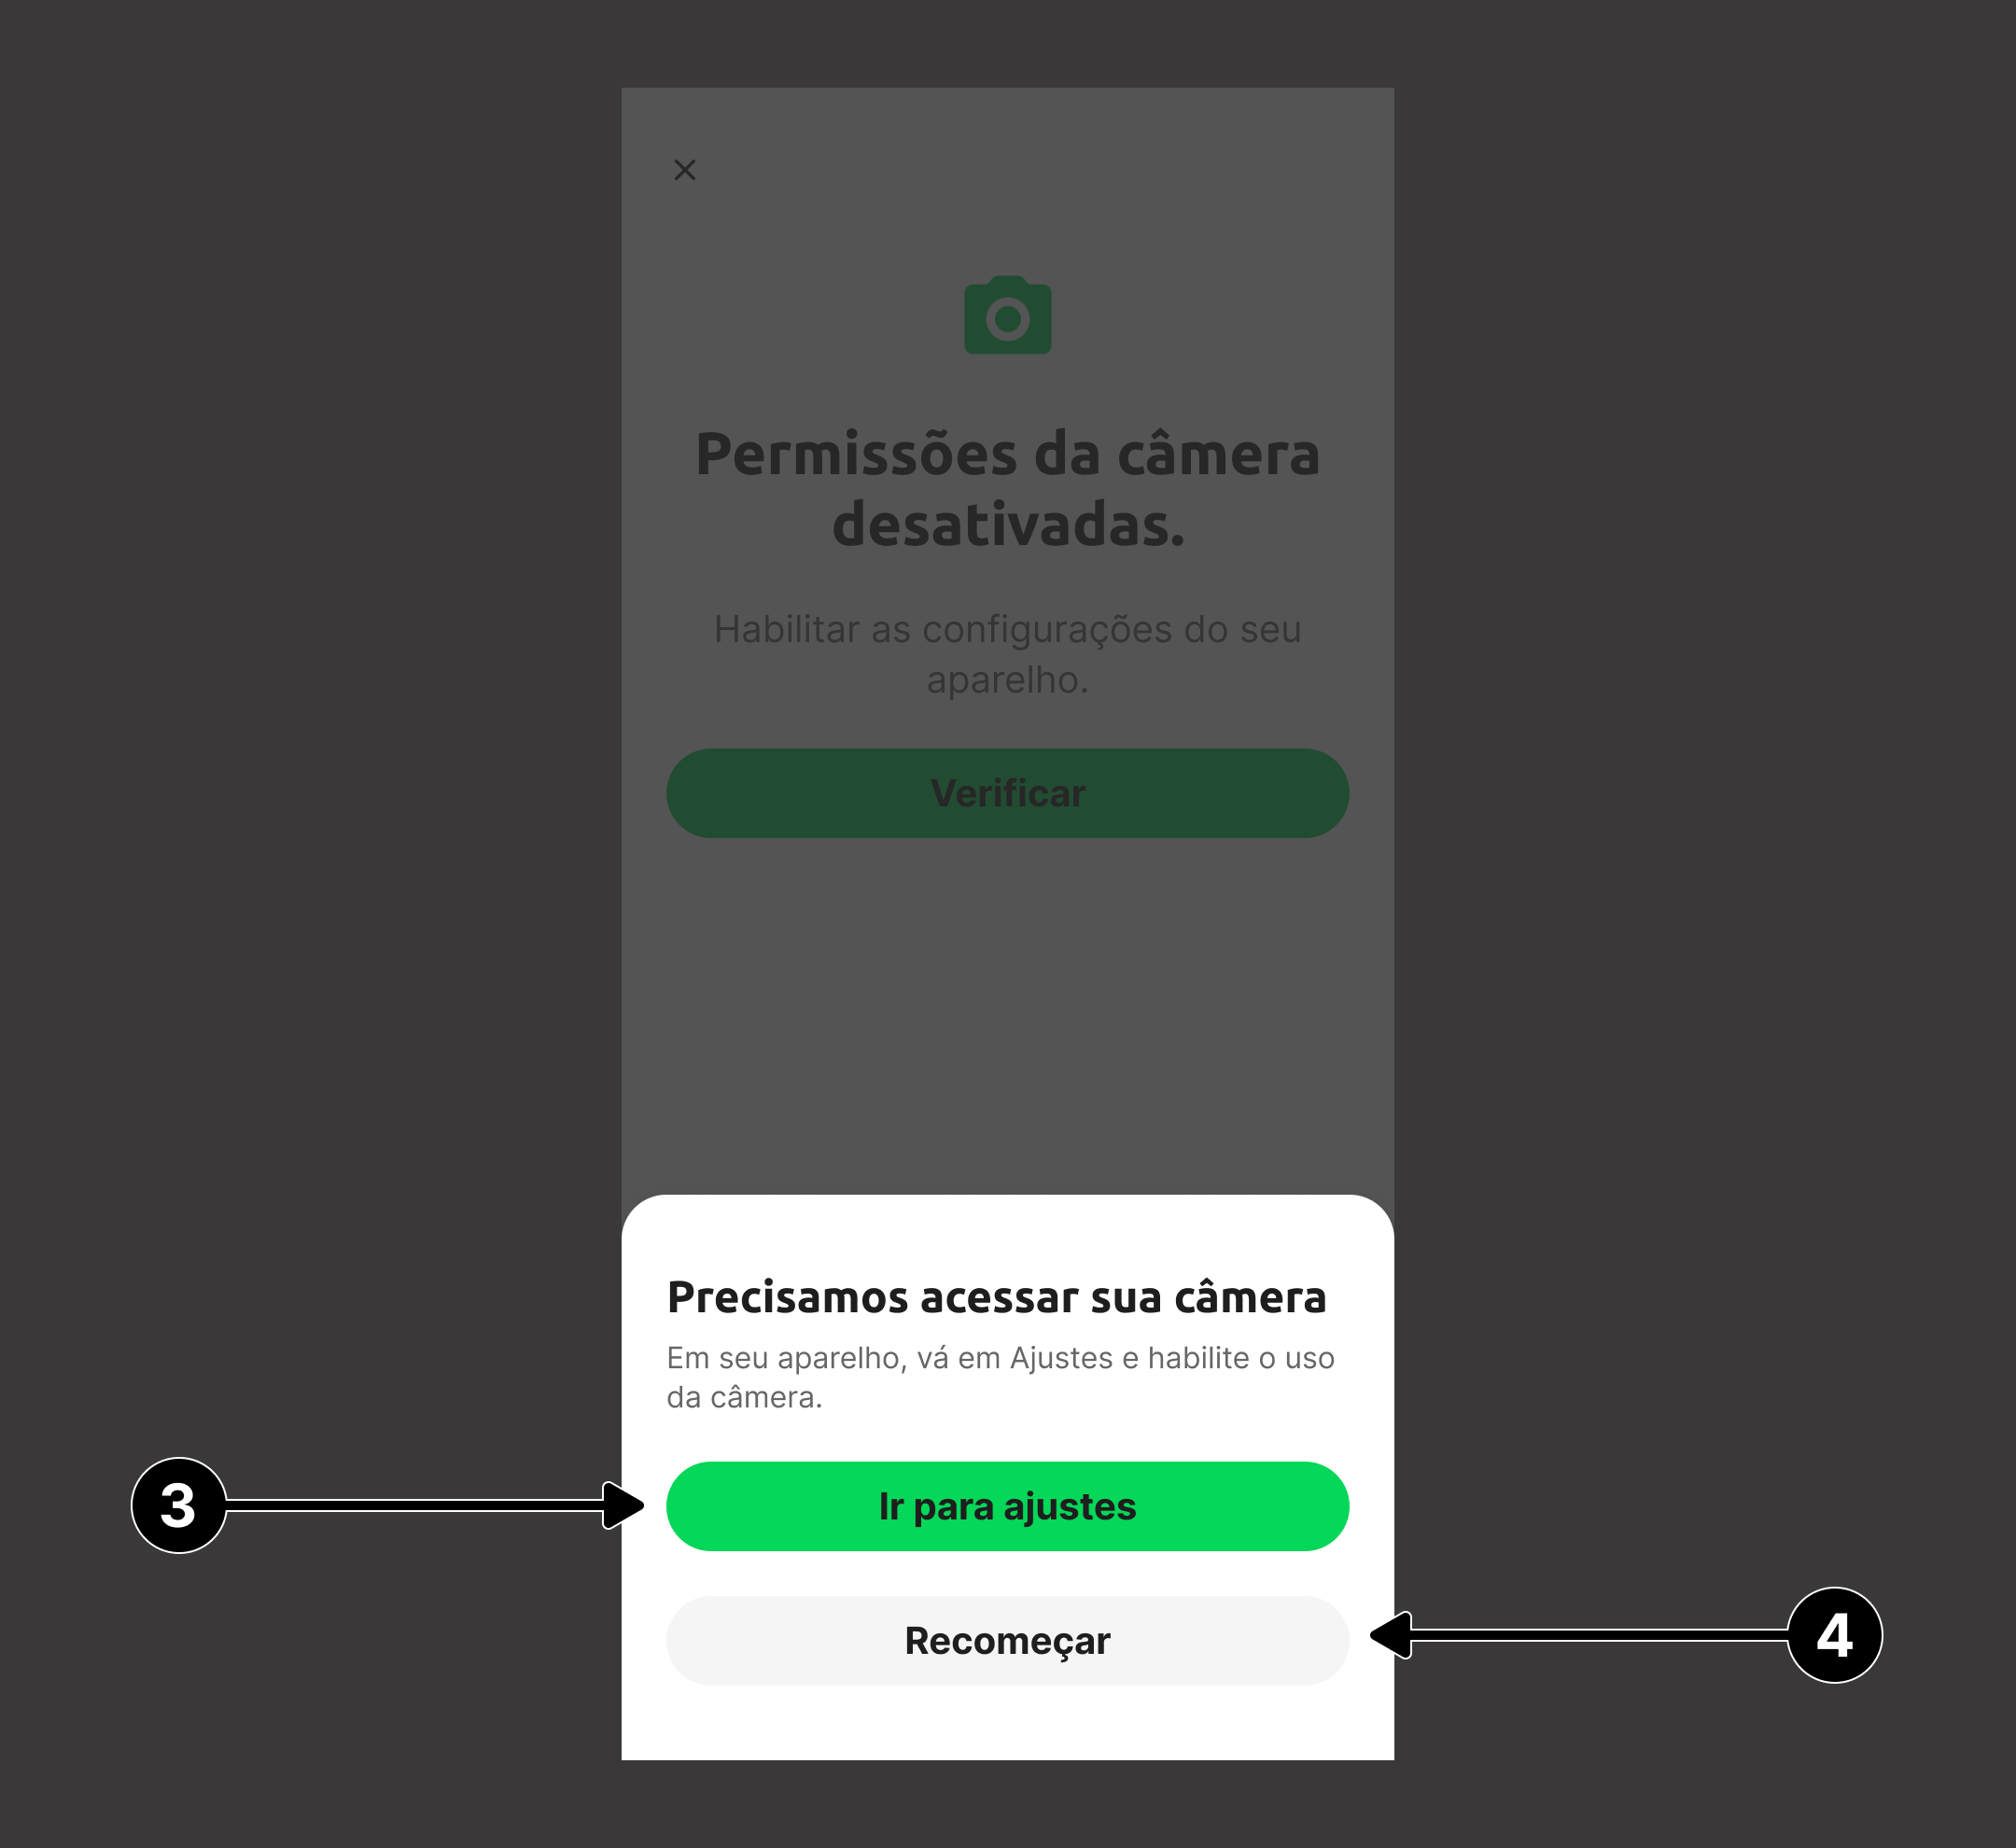 Permissões da câmera
desativadas.
Habilitar as configurações do seu
aparelho.
Verificar
Precisamos acessar sua câmera
Em seu aparelho, vá em Ajustes e habilite o uso
da câmera.
3
Ir para ajustes
Recomeçar
4